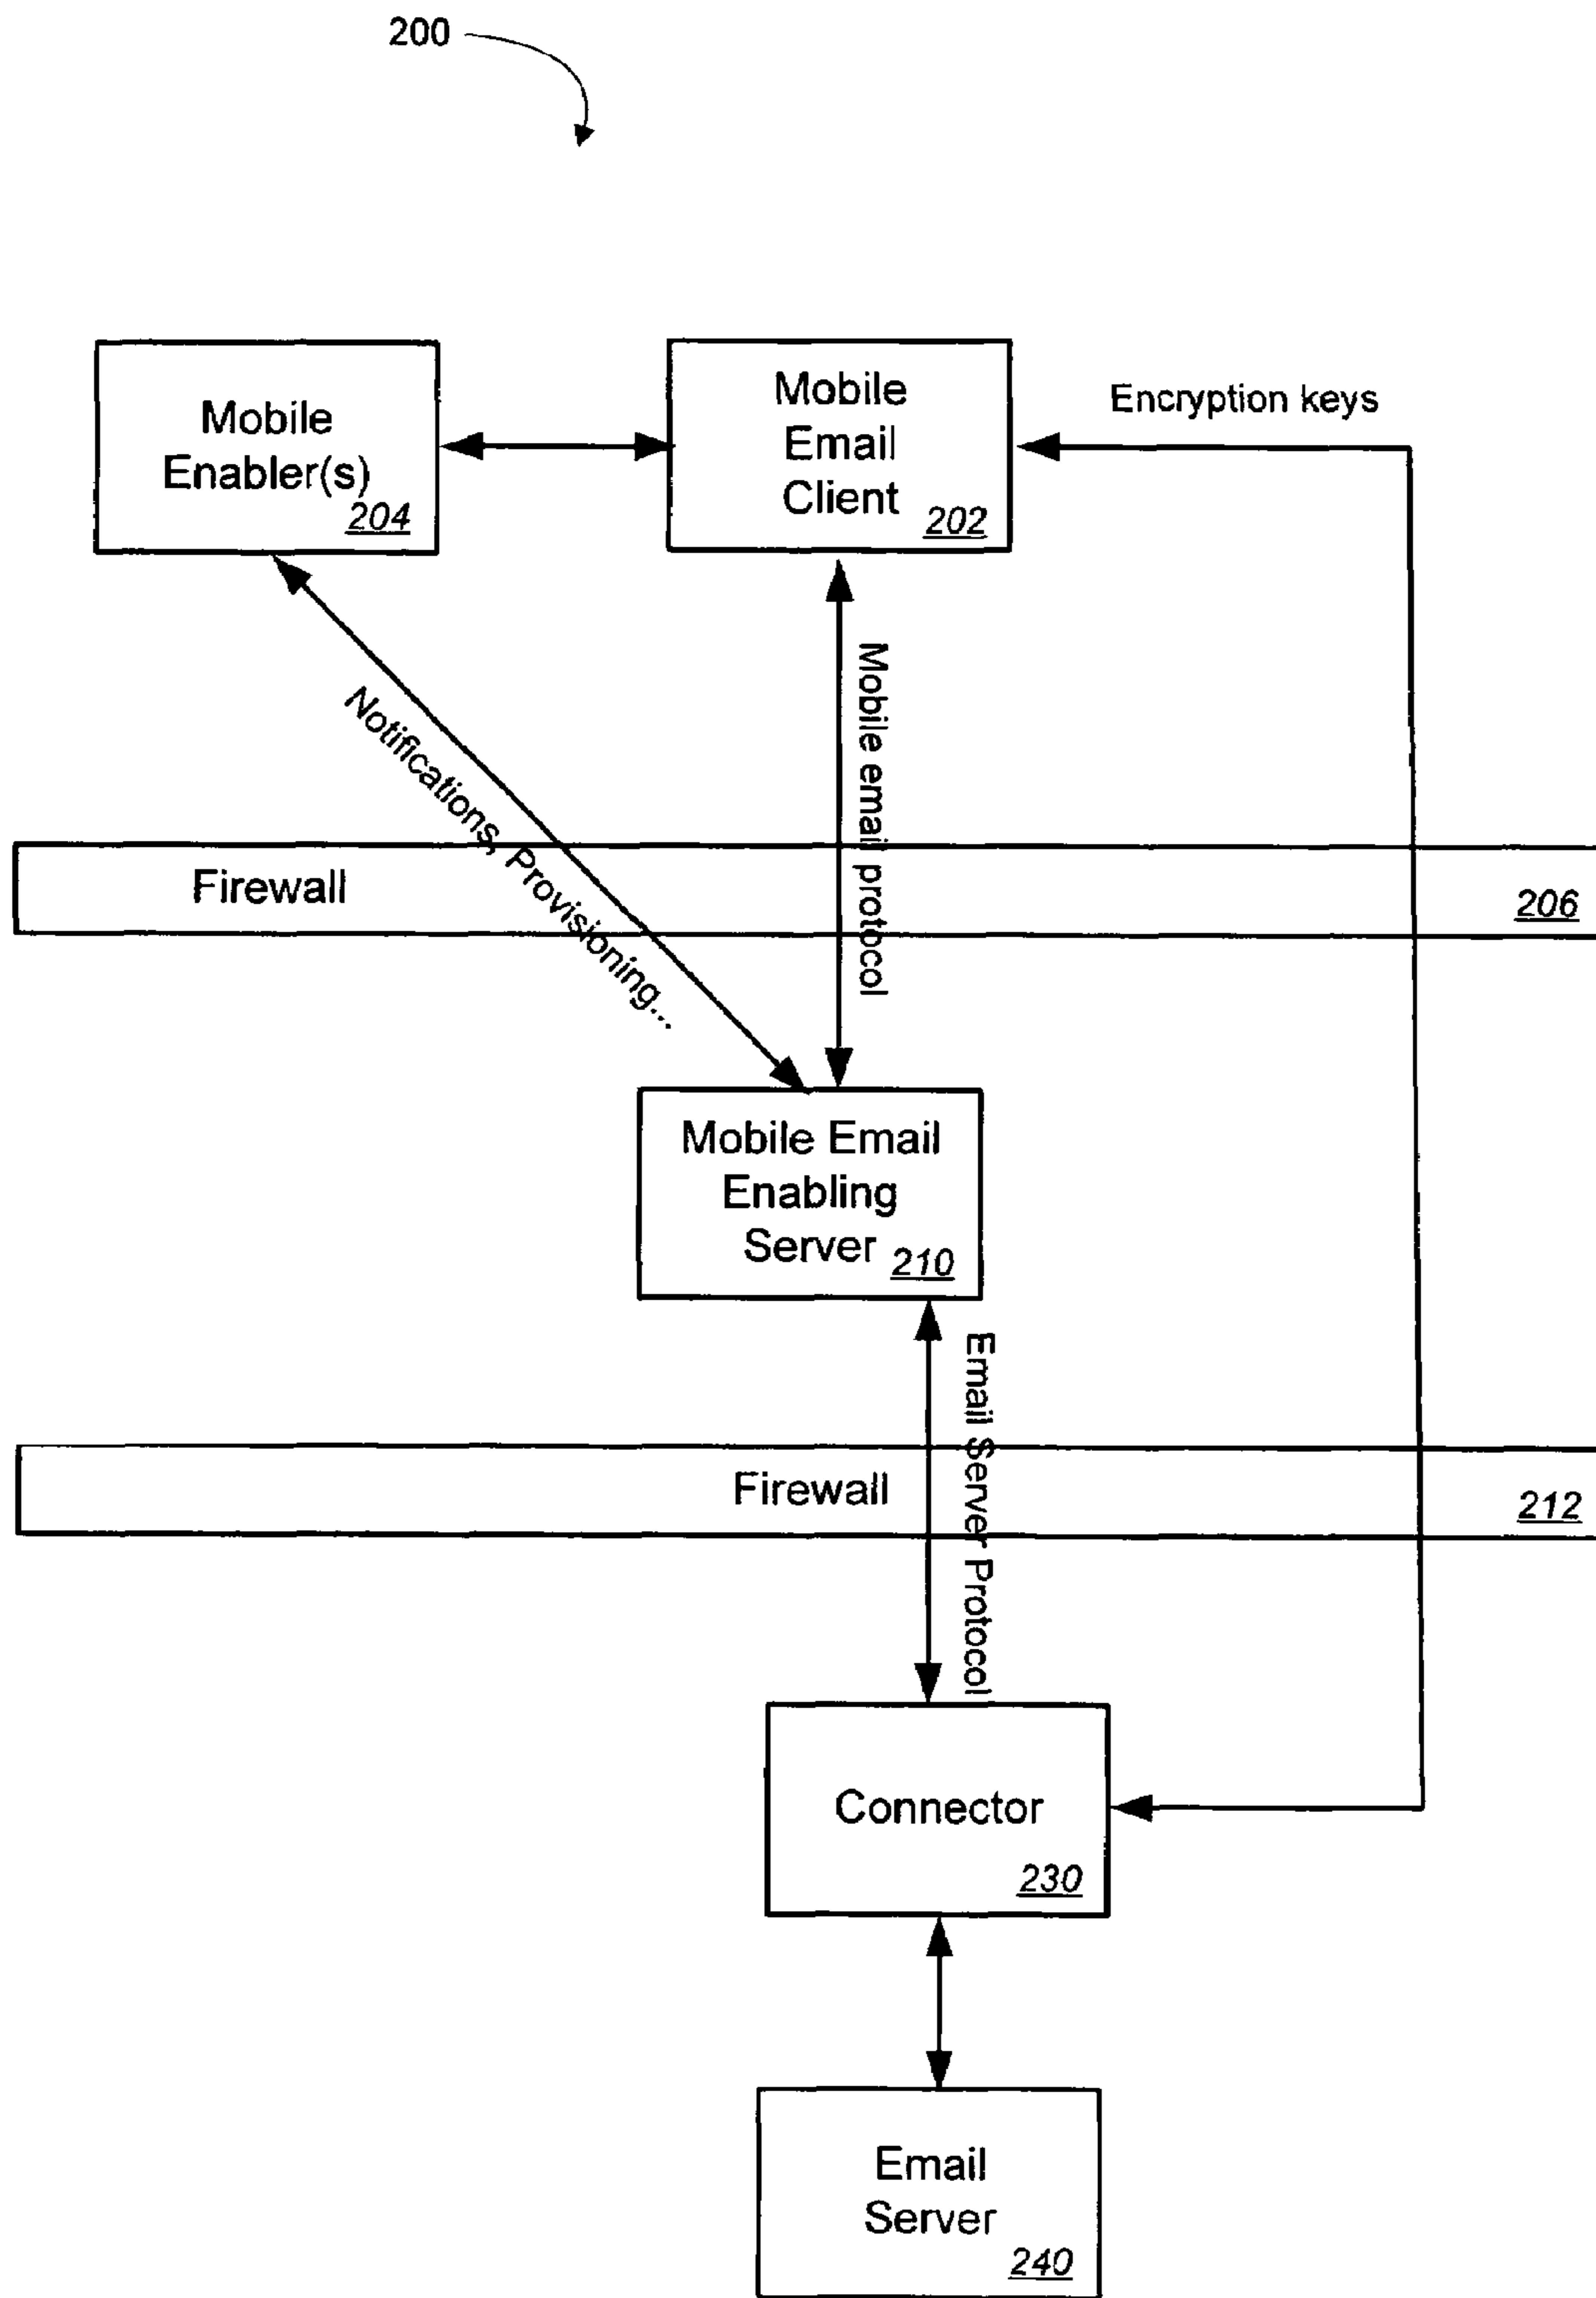 200
Mobile
Enabler(s)
204
Mobile
Email
Client
202
Encryption keys
Notifications, Provisioning...
Mobile email protocol
Firewall
206
Mobile Email
Enabling
Server
210
Email Server Protocol
Firewall
212
Connector
230
Email
Server
240